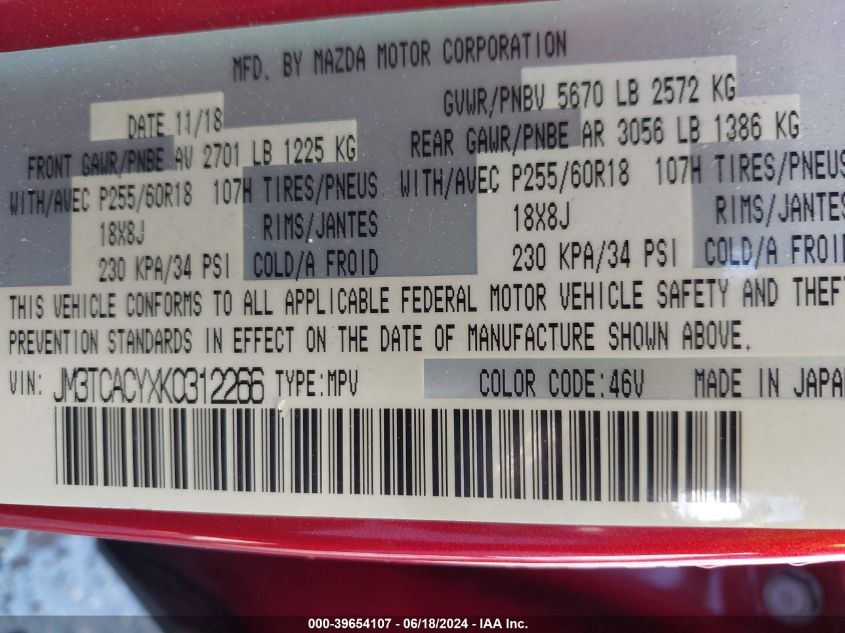 MFD. BY MAZDA MOTOR CORPORATION
DATE 11/18
GVWR/PNBV 5670 LB 2572 KG
FRONT GAWR/PNBE AV 2701 LB 1225 KG
REAR GAWR/PNBE AR 3056 LB 1386 KG
WITH/AVEC P255/60R18 107H TIRES/PNEUS
WITH/AVEC P255/60R18 107H TIRES/PNEUS
18X8J RIMS/JANTES
18X8J RIMS/JANTES
230 KPA/34 PSI COLD/A FROID
230 KPA/34 PSI COLD/A FROID
THIS VEHICLE CONFORMS TO ALL APPLICABLE FEDERAL MOTOR VEHICLE SAFETY AND THEFT
PREVENTION STANDARDS IN EFFECT ON THE DATE OF MANUFACTURE SHOWN ABOVE.
VIN: JM3TCACYXK0312266 TYPE:MPV COLOR CODE:46V MADE IN JAPAN
000-39654107 - 06/18/2024 - IAA Inc.